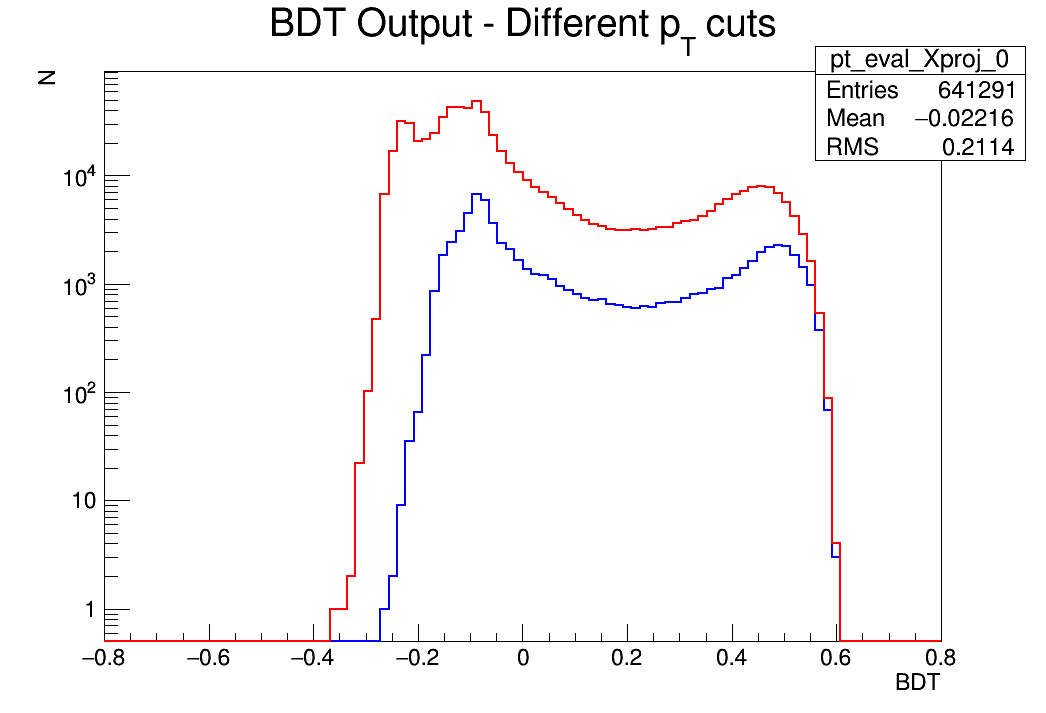 BDT Output - Different p_T cuts
N
pt_eval_Xproj_0
Entries 641291
Mean −0.02216
RMS 0.2114
10^4
10^3
10^2
10
1
−0.8 −0.6 −0.4 −0.2 0 0.2 0.4 0.6 0.8
BDT